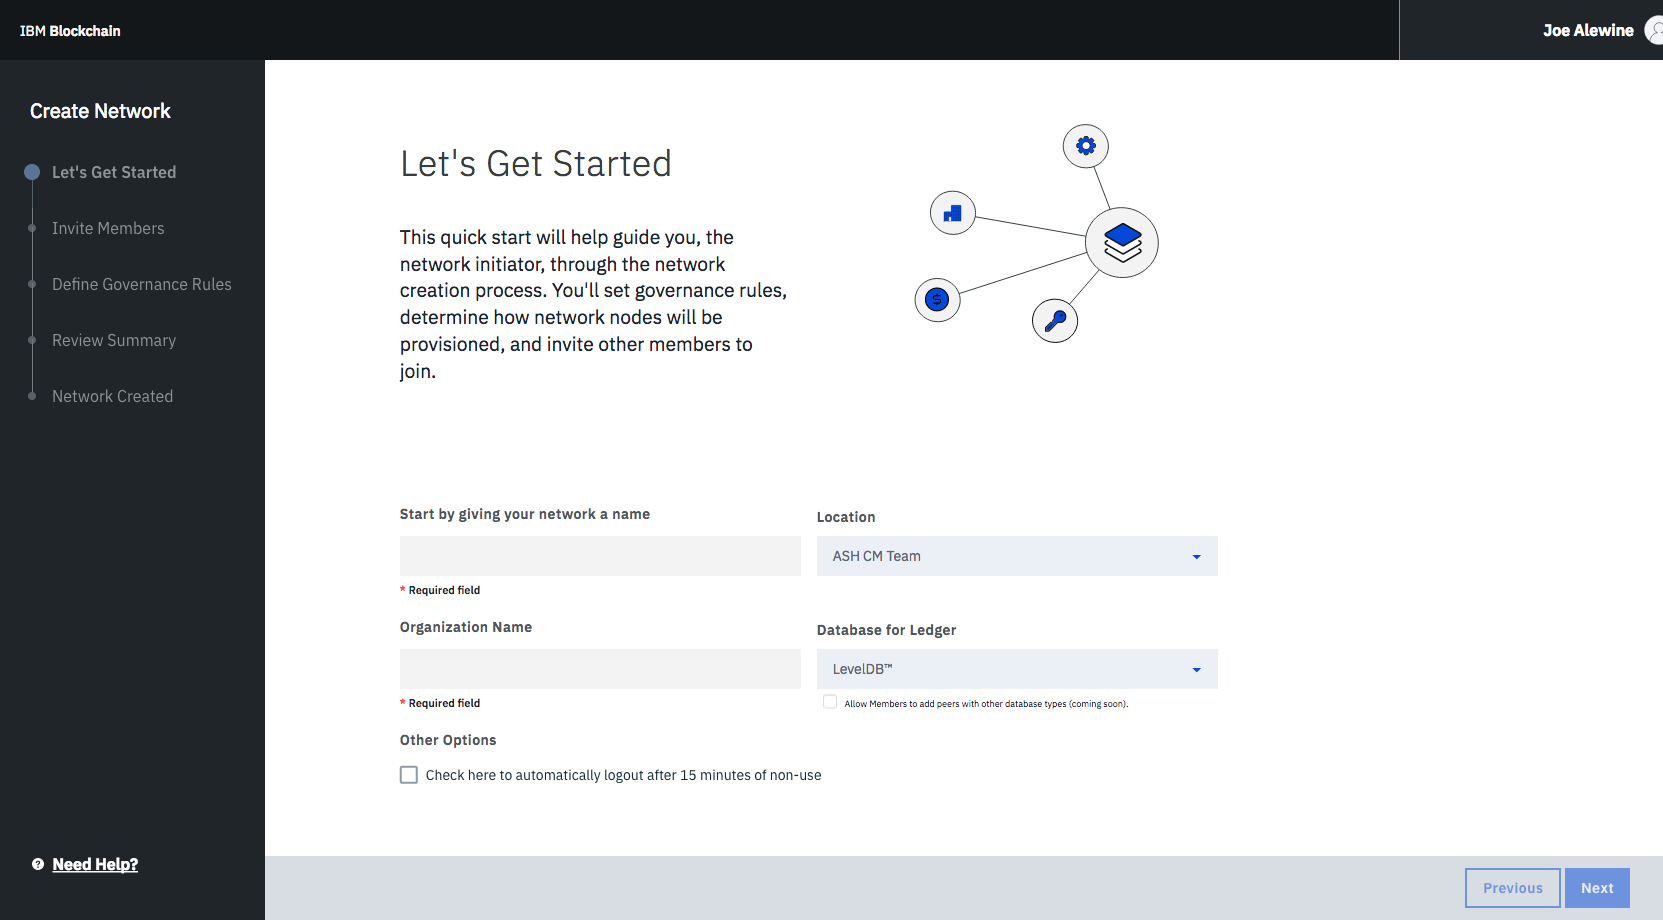 IBM Blockchain
Joe Alewine
Create Network
Let's Get Started
Invite Members
Define Governance Rules
Review Summary
Network Created
Need Help?
Let's Get Started
This quick start will help guide you, the
network initiator, through the network
creation process. You'll set governance rules,
determine how network nodes will be
provisioned, and invite other members to
join.
$
Start by giving your network a name
* Required field
Location
ASH CM Team
Organization Name
* Required field
Database for Ledger
LevelDB™
Allow Members to add peers with other database types (coming soon).
Other Options
Check here to automatically logout after 15 minutes of non-use
Previous
Next